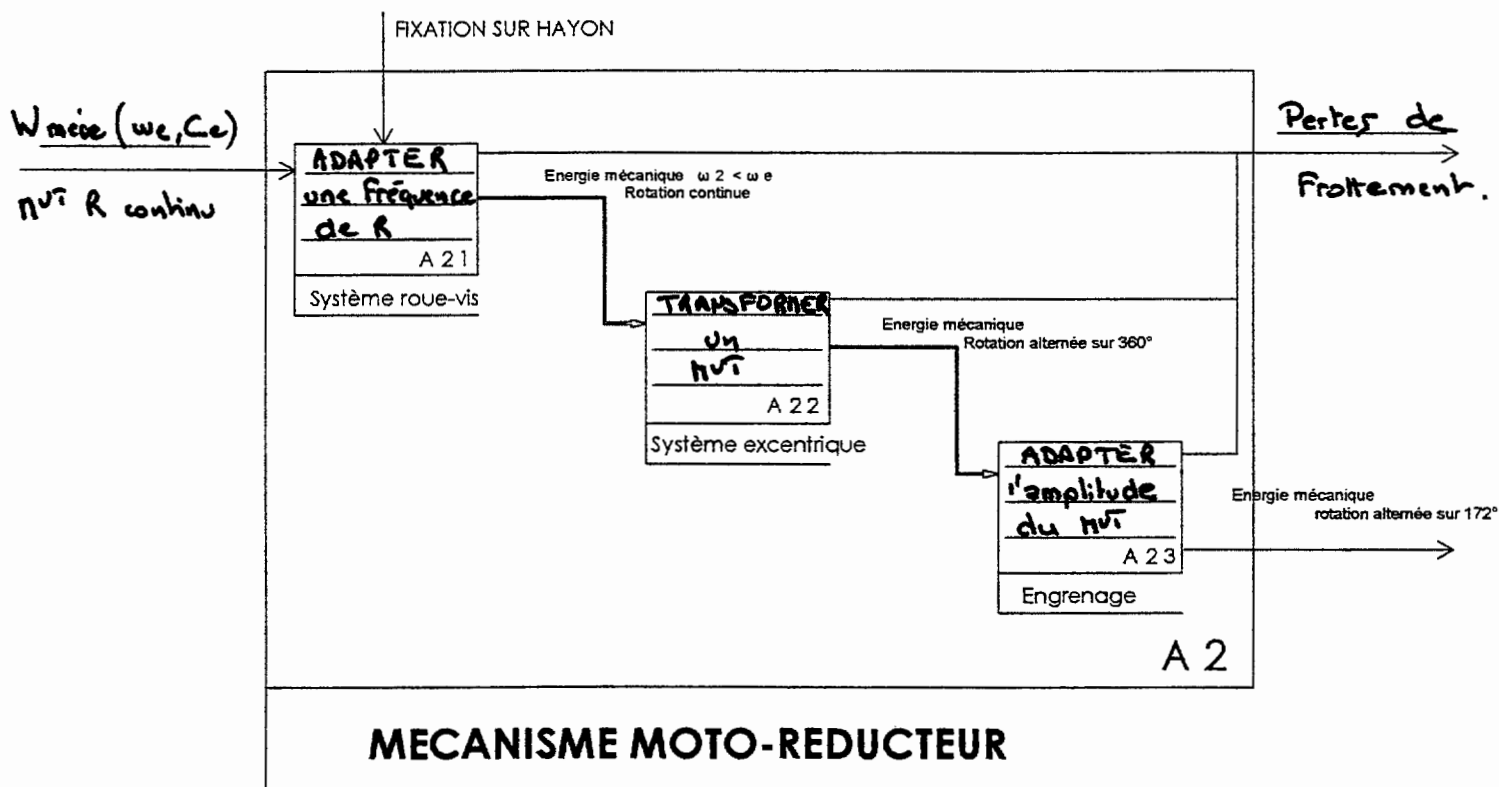 FIXATION SUR HAYON
W méca (ωe, Ce)
MVT R continu
ADAPTER
une fréquence
de R
A 21
Système roue-vis
Energie mécanique ω 2 < ω e
Rotation continue
Pertes de
Frottement.
TRANSFORMER
un
MVT
A 22
Système excentrique
Energie mécanique
Rotation alternée sur 360°
ADAPTER
l'amplitude
du MVT
A 23
Engrenage
Energie mécanique
rotation alternée sur 172°
A 2
MECANISME MOTO-REDUCTEUR